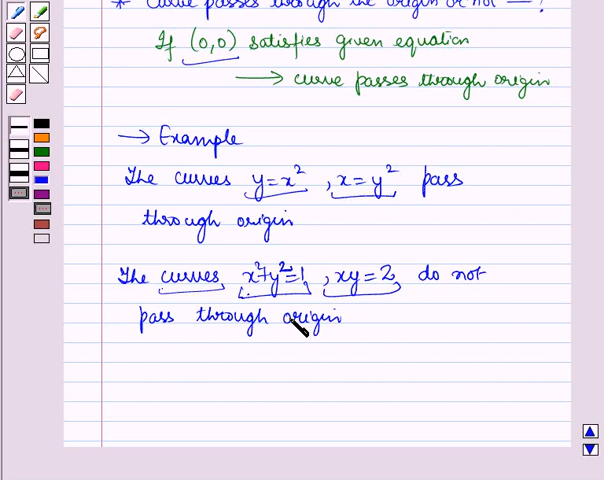 * Curve passes through the origin or not — ?
If (0,0) satisfies given equation
→ curve passes through origin
→ Example
The curves y=x², x=y² pass
through origin
The curves x²+y²=1, xy=2 do not
pass through origin